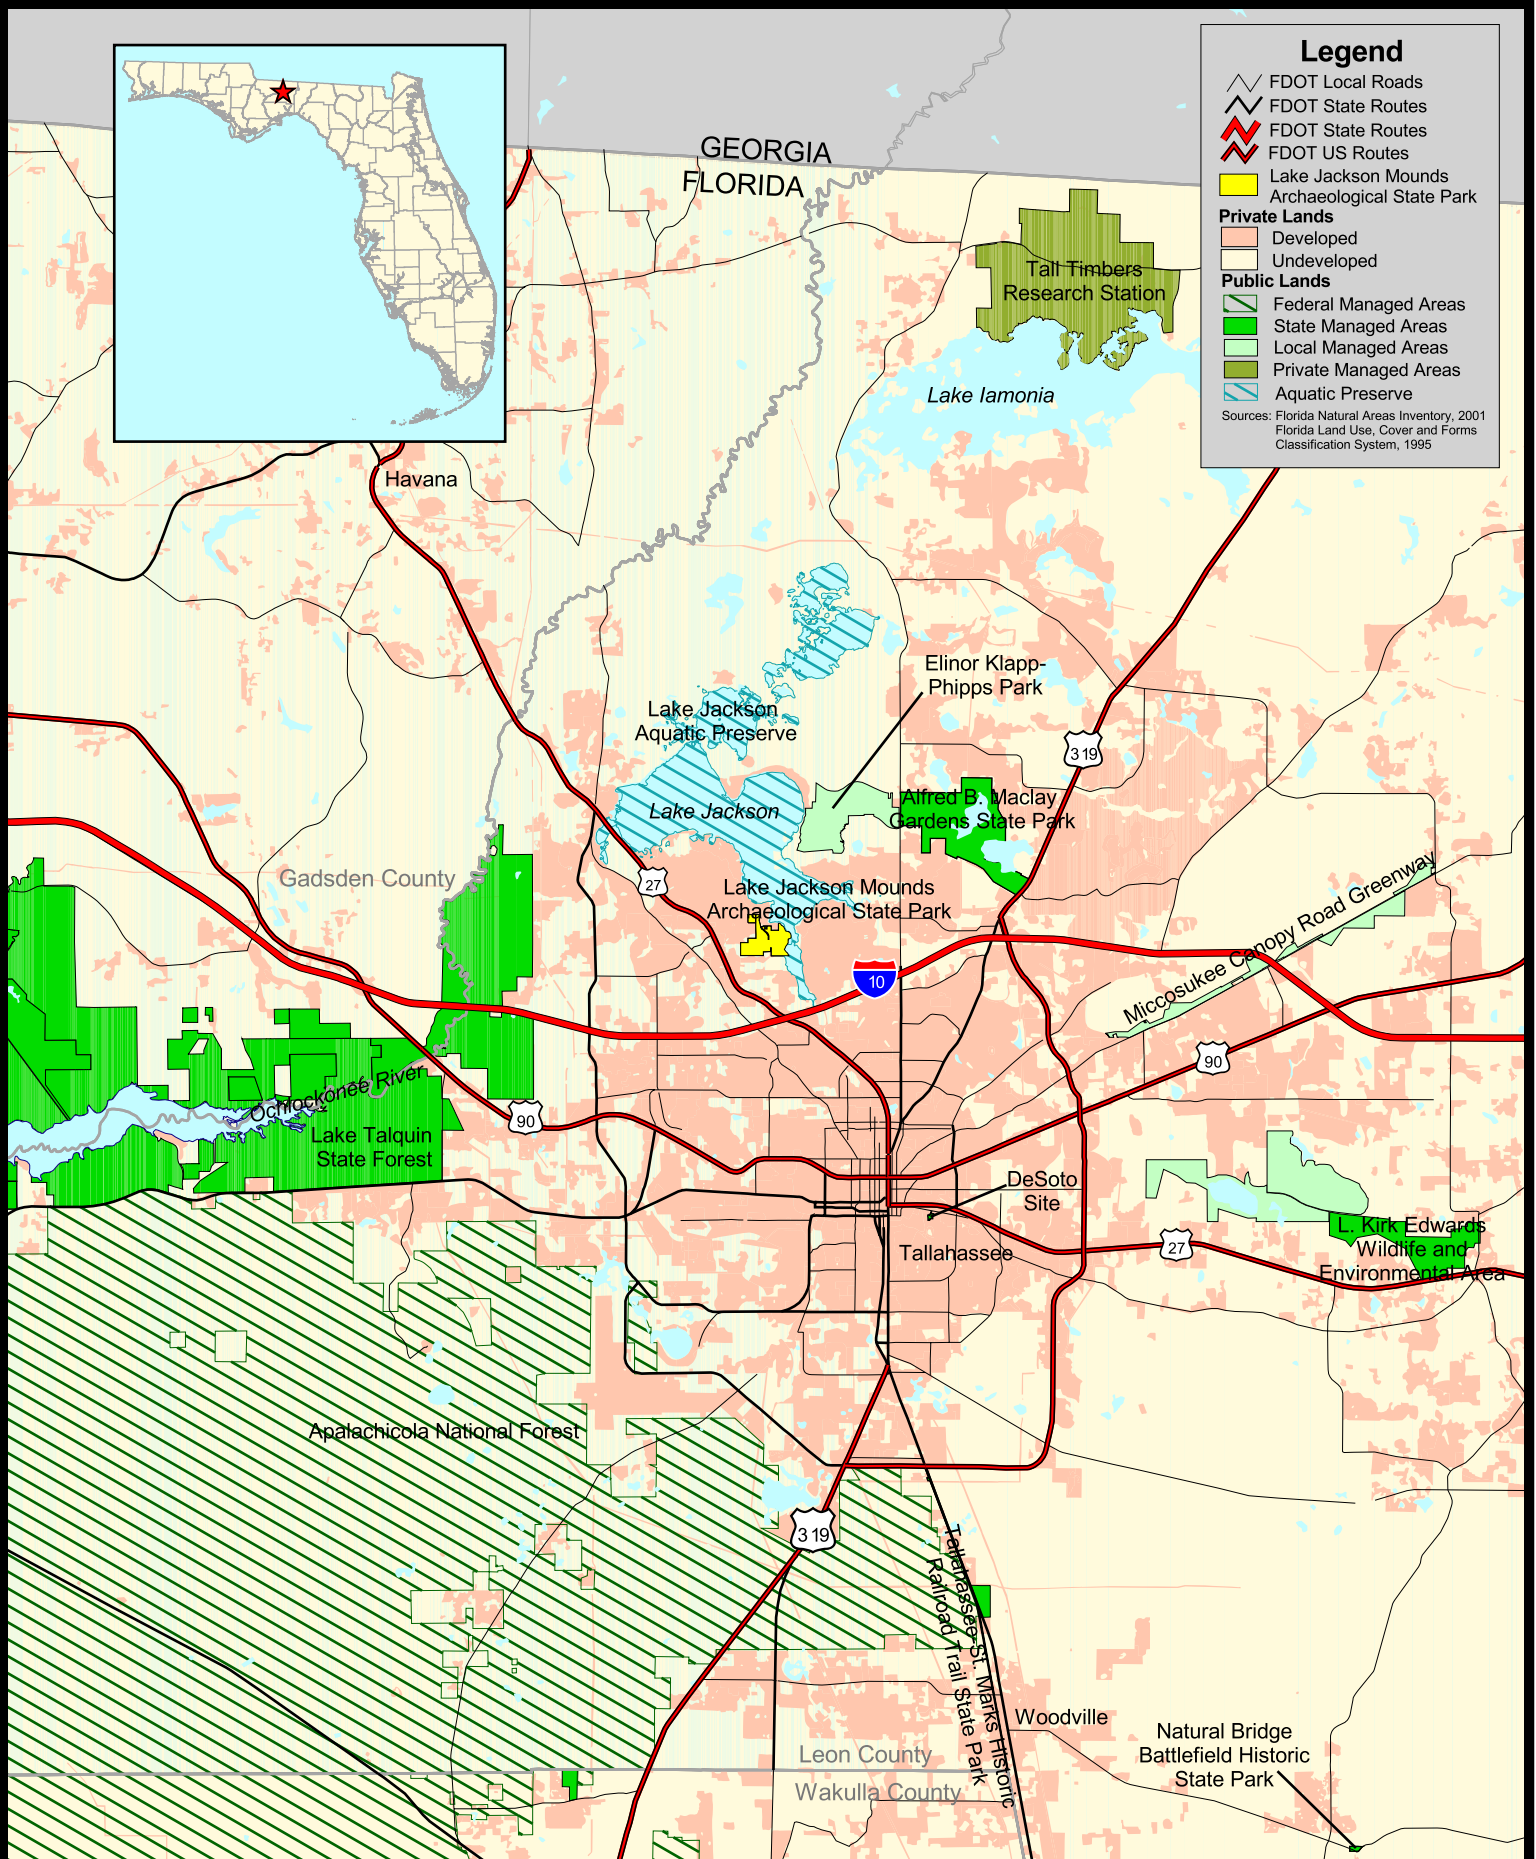 Legend
FDOT Local Roads
FDOT State Routes
FDOT State Routes
FDOT US Routes
Lake Jackson Mounds
Archaeological State Park
Private Lands
Developed
Undeveloped
Public Lands
Federal Managed Areas
State Managed Areas
Local Managed Areas
Private Managed Areas
Aquatic Preserve
Sources: Florida Natural Areas Inventory, 2001
Florida Land Use, Cover and Forms
Classification System, 1995
GEORGIA
FLORIDA
Tall Timbers
Research Station
Lake Iamonia
Havana
Elinor Klapp-
Phipps Park
Lake Jackson
Aquatic Preserve
319
Lake Jackson
Alfred B. Maclay
Gardens State Park
Gadsden County
27
Lake Jackson Mounds
Archaeological State Park
Miccosukee Canopy Road Greenway
10
90
Ochlockonee River
90
Lake Talquin
State Forest
DeSoto
Site
Tallahassee
27
L. Kirk Edwards
Wildlife and
Environmental Area
Apalachicola National Forest
319
Tallahassee-St. Marks Historic
Railroad Trail State Park
Woodville
Natural Bridge
Battlefield Historic
State Park
Leon County
Wakulla County